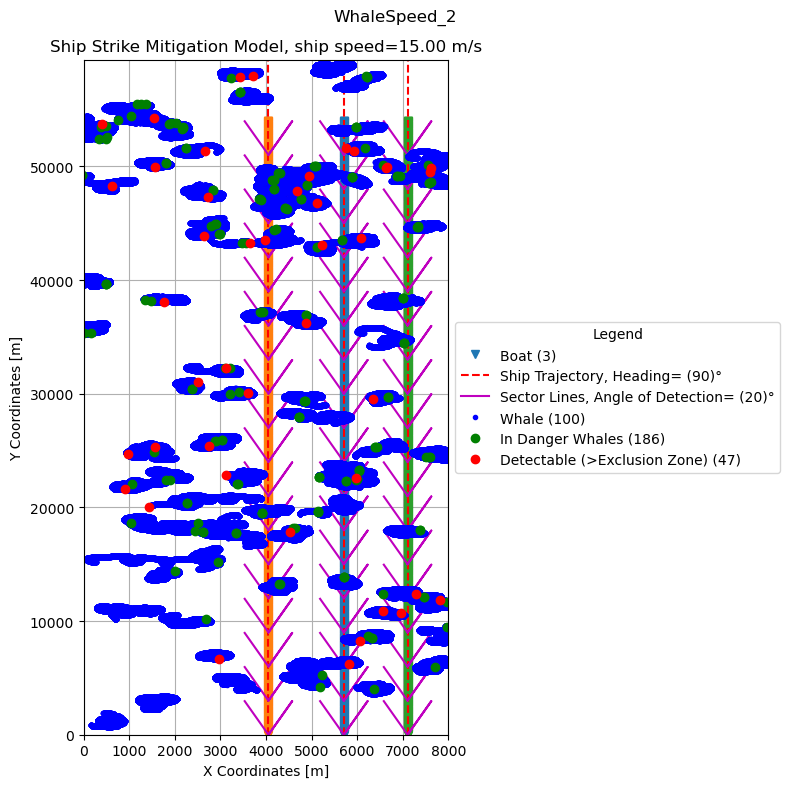 WhaleSpeed_2
Ship Strike Mitigation Model, ship speed=15.00 m/s
50000
40000
30000
20000
10000
0
Y Coordinates [m]
0 1000 2000 3000 4000 5000 6000 7000 8000
X Coordinates [m]
Legend
Boat (3)
Ship Trajectory, Heading= (90)°
Sector Lines, Angle of Detection= (20)°
Whale (100)
In Danger Whales (186)
Detectable (>Exclusion Zone) (47)